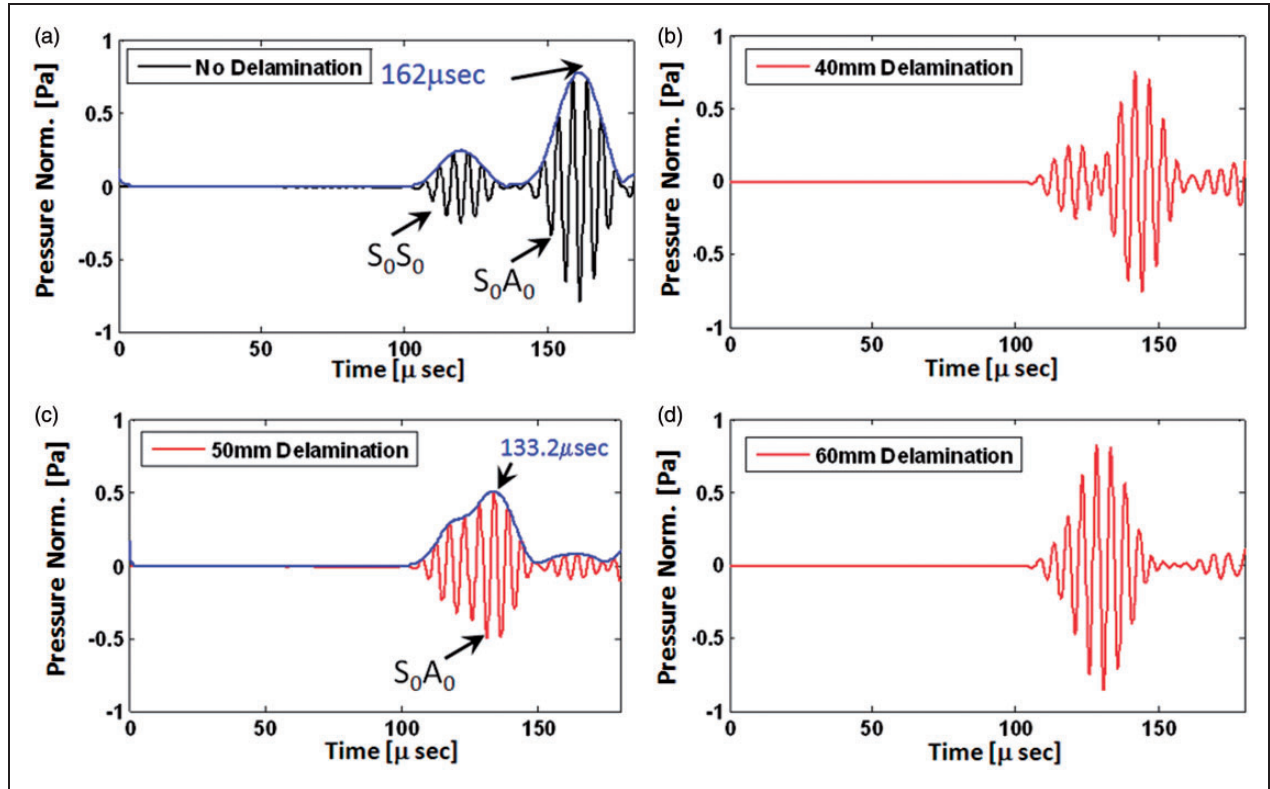 (a)
No Delamination
162μsec
S₀S₀
S₀A₀
1
0.5
0
-0.5
-1
Pressure Norm. [Pa]
0 50 100 150
Time [μ sec]
(b)
40mm Delamination
1
0.5
0
-0.5
-1
Pressure Norm. [Pa]
0 50 100 150
Time [μ sec]
(c)
50mm Delamination
133.2μsec
S₀A₀
1
0.5
0
-0.5
-1
Pressure Norm. [Pa]
0 50 100 150
Time [μ sec]
(d)
60mm Delamination
1
0.5
0
-0.5
-1
Pressure Norm. [Pa]
0 50 100 150
Time [μ sec]